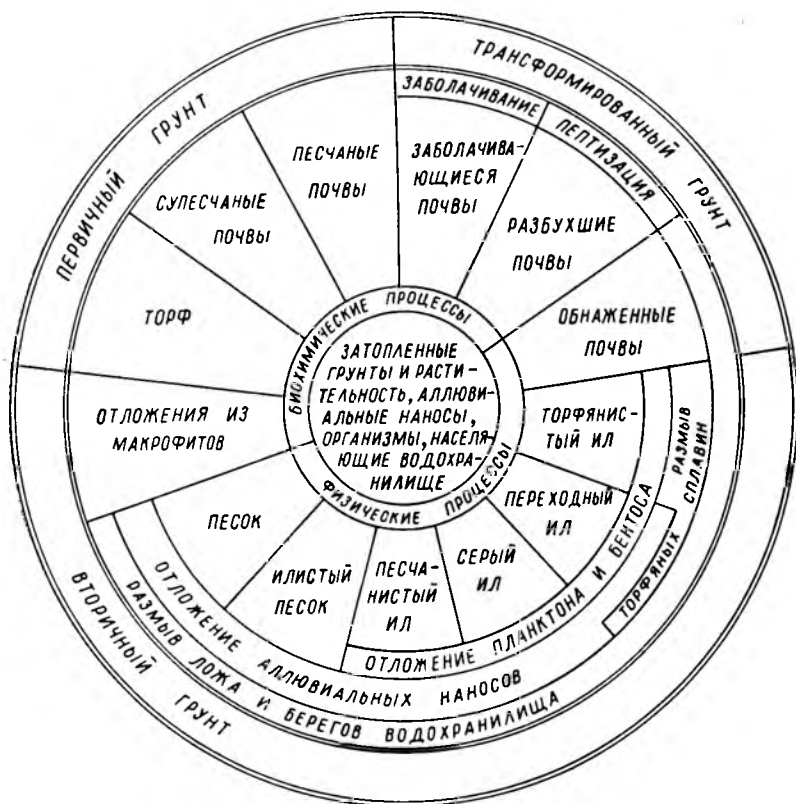 ПЕРВИЧНЫЙ ГРУНТ
ТРАНСФОРМИРОВАННЫЙ ГРУНТ
ВТОРИЧНЫЙ ГРУНТ
ЗАБОЛАЧИВАНИЕ
ПЕПТИЗАЦИЯ
ПЕСЧАНЫЕ
ПОЧВЫ
ЗАБОЛАЧИВА-
ЮЩИЕСЯ
ПОЧВЫ
СУПЕСЧАНЫЕ
ПОЧВЫ
РАЗБУХШИЕ
ПОЧВЫ
ТОРФ
ОБНАЖЕННЫЕ
ПОЧВЫ
БИОХИМИЧЕСКИЕ ПРОЦЕССЫ
ЗАТОПЛЕННЫЕ
ГРУНТЫ И РАСТИ-
ТЕЛЬНОСТЬ, АЛЛЮВИ-
АЛЬНЫЕ НАНОСЫ,
ОРГАНИЗМЫ, НАСЕЛЯ-
ЮЩИЕ ВОДОХРА-
НИЛИЩЕ
ФИЗИЧЕСКИЕ ПРОЦЕССЫ
ОТЛОЖЕНИЯ ИЗ
МАКРОФИТОВ
ТОРФЯНИС-
ТЫЙ ИЛ
ПЕСОК
ПЕРЕХОДНЫЙ
ИЛ
ИЛИСТЫЙ
ПЕСОК
ПЕСЧА-
НИСТЫЙ
ИЛ
СЕРЫЙ
ИЛ
ОТЛОЖЕНИЕ ПЛАНКТОНА И БЕНТОСА
РАЗМЫВ
СПЛАВИН
ТОРФЯНЫХ
ОТЛОЖЕНИЕ АЛЛЮВИАЛЬНЫХ НАНОСОВ
РАЗМЫВ ЛОЖА И БЕРЕГОВ ВОДОХРАНИЛИЩА